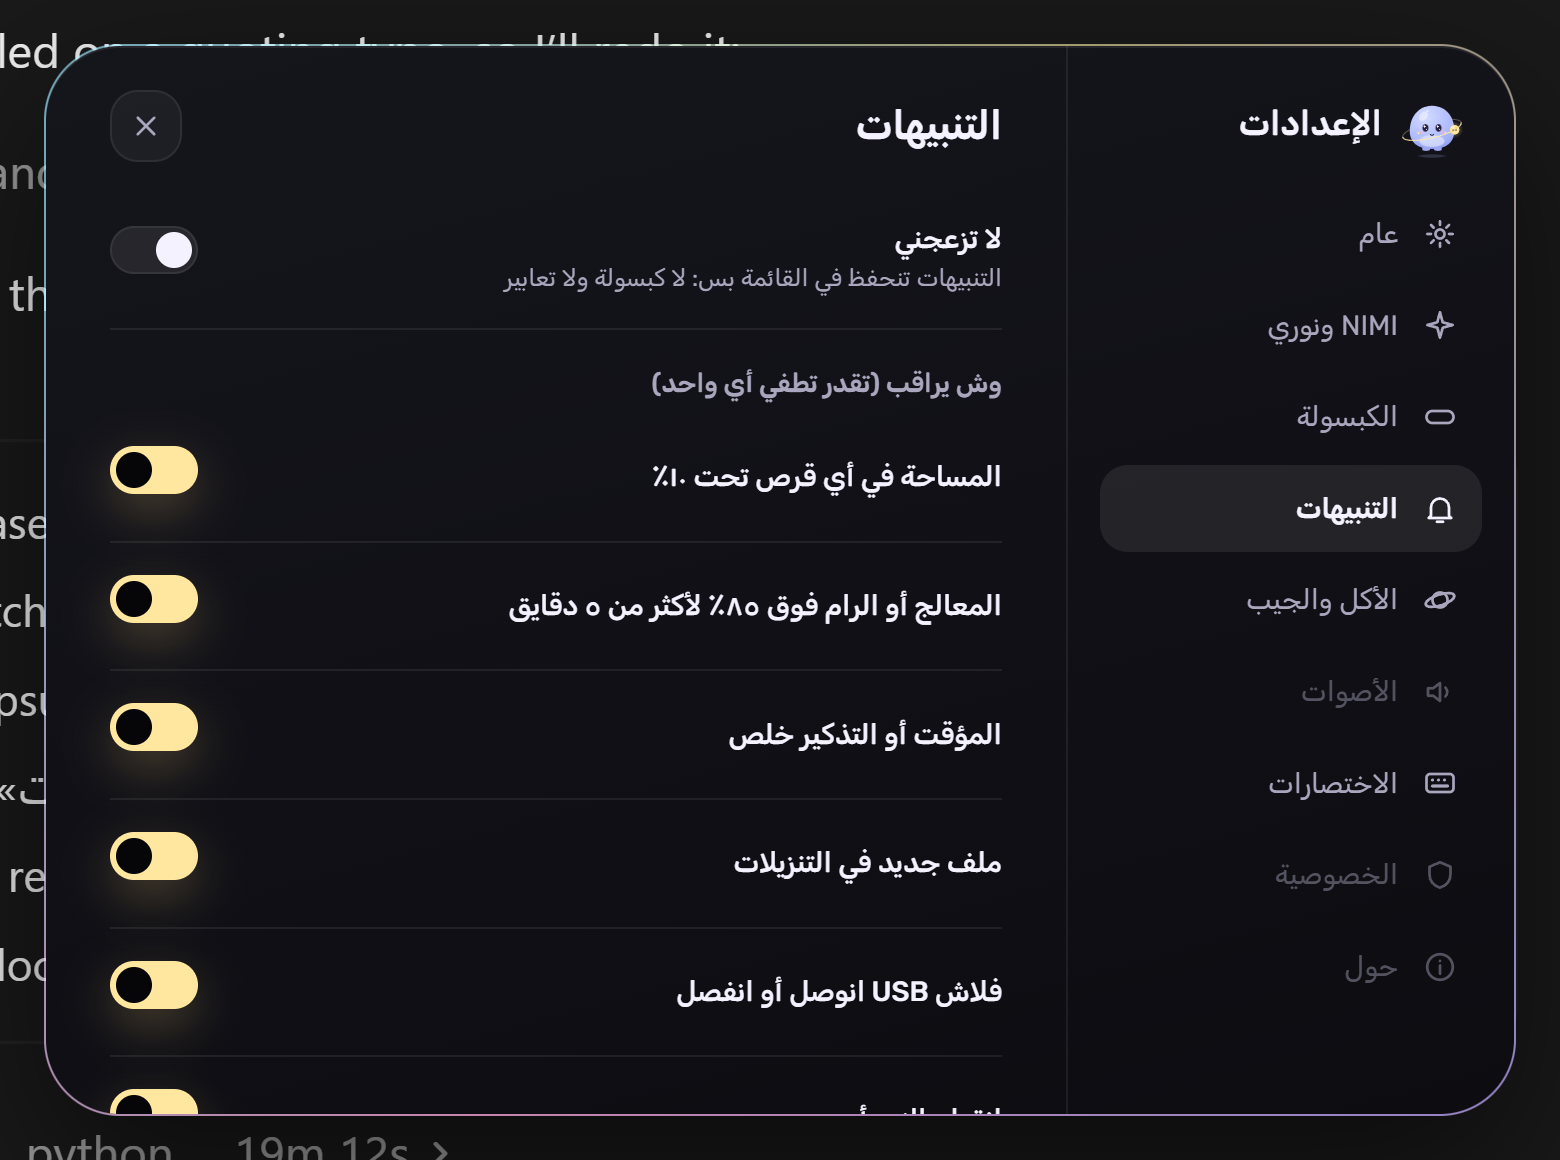 الإعدادات
عام
NIMI ونوري
الكبسولة
التنبيهات
الأكل والجيب
الأصوات
الاختصارات
الخصوصية
حول
التنبيهات
لا تزعجني
التنبيهات تنحفظ في القائمة بس: لا كبسولة ولا تعابير
وش يراقب (تقدر تطفي أي واحد)
المساحة في أي قرص تحت ١٠٪
المعالج أو الرام فوق ٨٥٪ لأكثر من ٥ دقايق
المؤقت أو التذكير خلص
ملف جديد في التنزيلات
فلاش USB انوصل أو انفصل
python 19m 12s